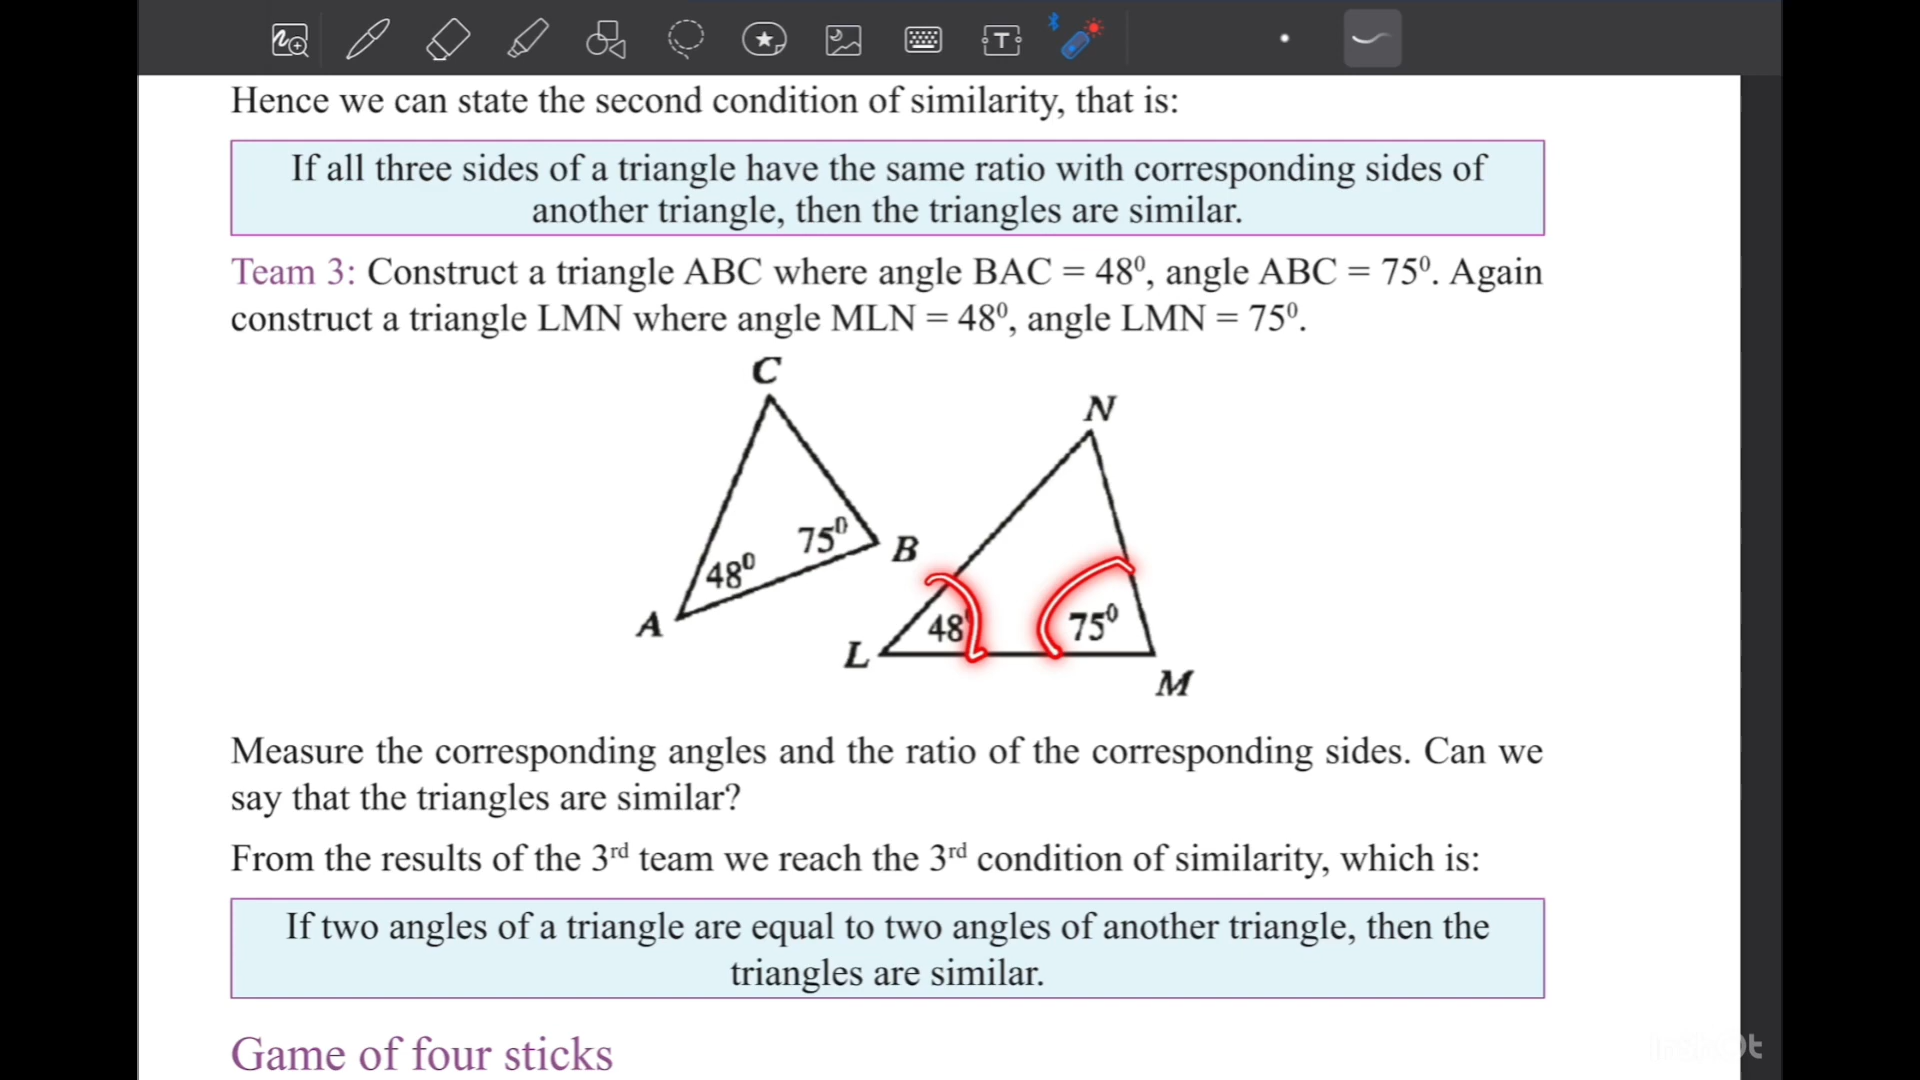 Hence we can state the second condition of similarity, that is:
If all three sides of a triangle have the same ratio with corresponding sides of
another triangle, then the triangles are similar.
Team 3: Construct a triangle ABC where angle BAC = 48⁰, angle ABC = 75⁰. Again
construct a triangle LMN where angle MLN = 48⁰, angle LMN = 75⁰.
C
N
75⁰
B
48⁰
A
48
75⁰
L
M
Measure the corresponding angles and the ratio of the corresponding sides. Can we
say that the triangles are similar?
From the results of the 3ʳᵈ team we reach the 3ʳᵈ condition of similarity, which is:
If two angles of a triangle are equal to two angles of another triangle, then the
triangles are similar.
Game of four sticks